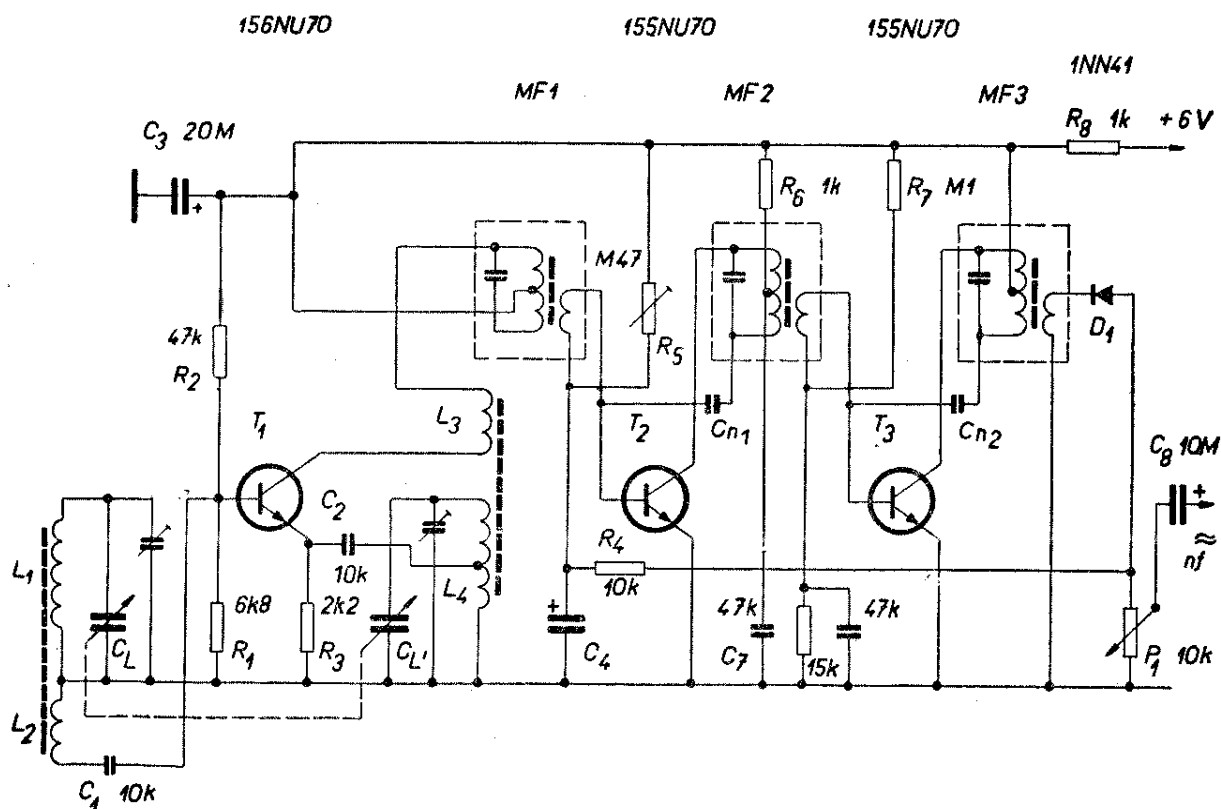 156NU70
155NU70
155NU70
1NN41
MF1
MF2
MF3
R8 1k
+6V
C3 20M
+
R6 1k
R7 M1
M47
R5
D1
47k
R2
L3
Cn1
Cn2
T1
T2
T3
C8 10M
+
≈
nf
C2
10k
R4
10k
L1
L4
6k8
2k2
+
47k
47k
CL
R1
R3
CL'
C4
C7
15k
P1 10k
L2
C1 10k